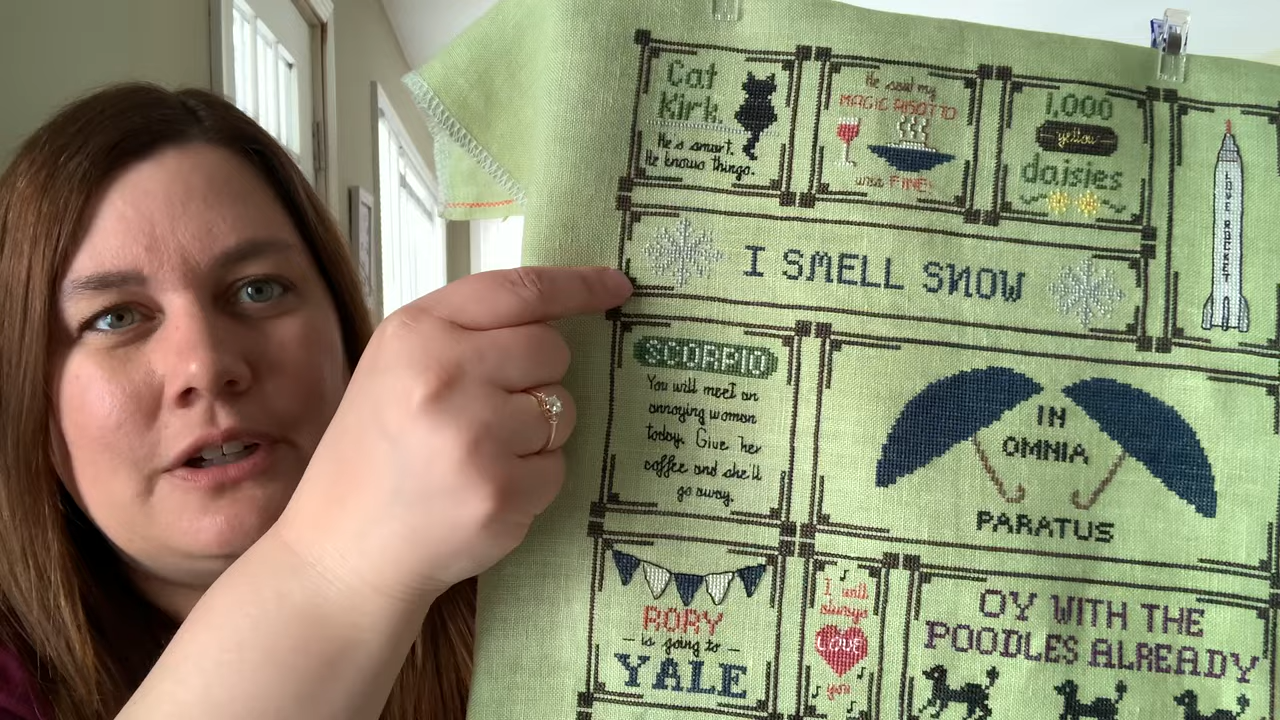 Cat
Kirk.
He's smart.
He knows things.
He said my
MAGIC RISOTTO
was FINE!
1,000
yellow
daisies
LUV'S ROCKET
I SMELL SNOW
SCORPIO
You will meet an
annoying woman
today. Give her
coffee and she'll
go away.
IN
OMNIA
PARATUS
RORY
— is going to —
YALE
I will
always
LOVE
you
OY WITH THE
POODLES ALREADY